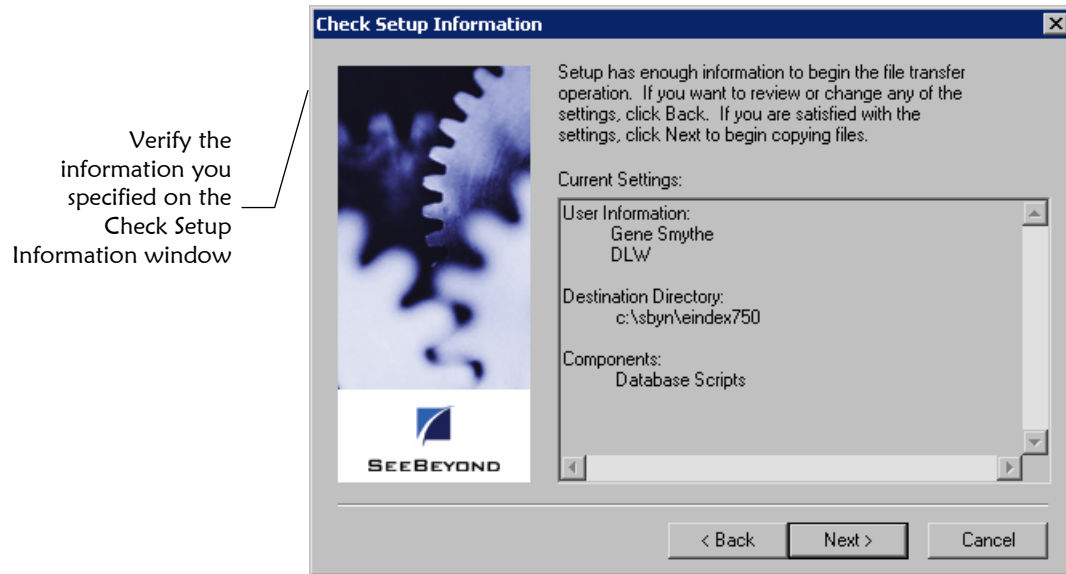 Verify the
information you
specified on the
Check Setup
Information window
Check Setup Information
Setup has enough information to begin the file transfer
operation.  If you want to review or change any of the
settings, click Back.  If you are satisfied with the
settings, click Next to begin copying files.
Current Settings:
User Information:
Gene Smythe
DLW
Destination Directory:
c:\sbyn\eindex750
Components:
Database Scripts
SEEBEYOND
< Back
Next >
Cancel